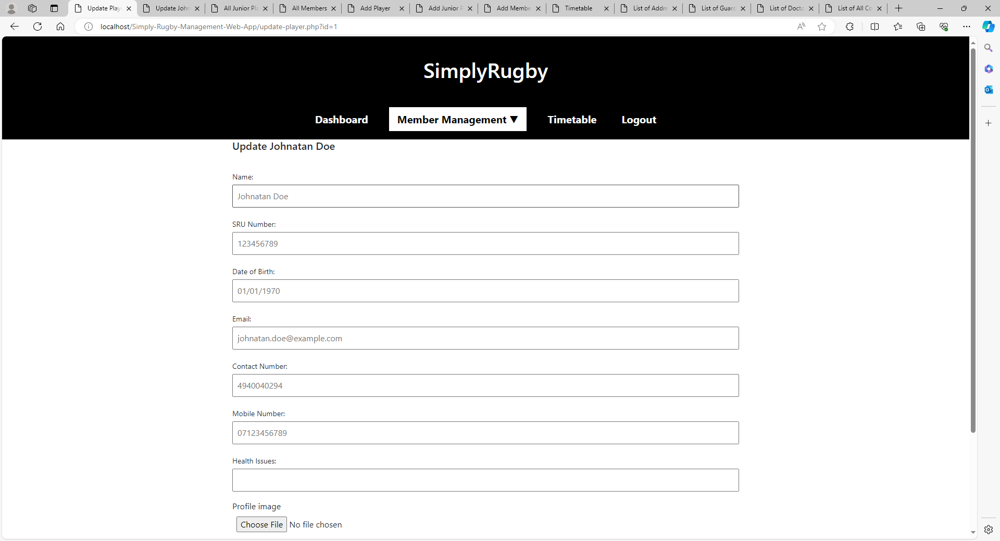 Update Play
Update John
All Junior Pla
All Members
Add Player
Add Junior P
Add Membe
Timetable
List of Addre
List of Guard
List of Docto
List of All Co
localhost/Simply-Rugby-Management-Web-App/update-player.php?id=1
SimplyRugby
Dashboard Member Management ▼ Timetable Logout
Update Johnatan Doe
Name:
Johnatan Doe
SRU Number:
123456789
Date of Birth:
01/01/1970
Email:
johnatan.doe@example.com
Contact Number:
4940040294
Mobile Number:
07123456789
Health Issues:
Profile image
Choose File No file chosen